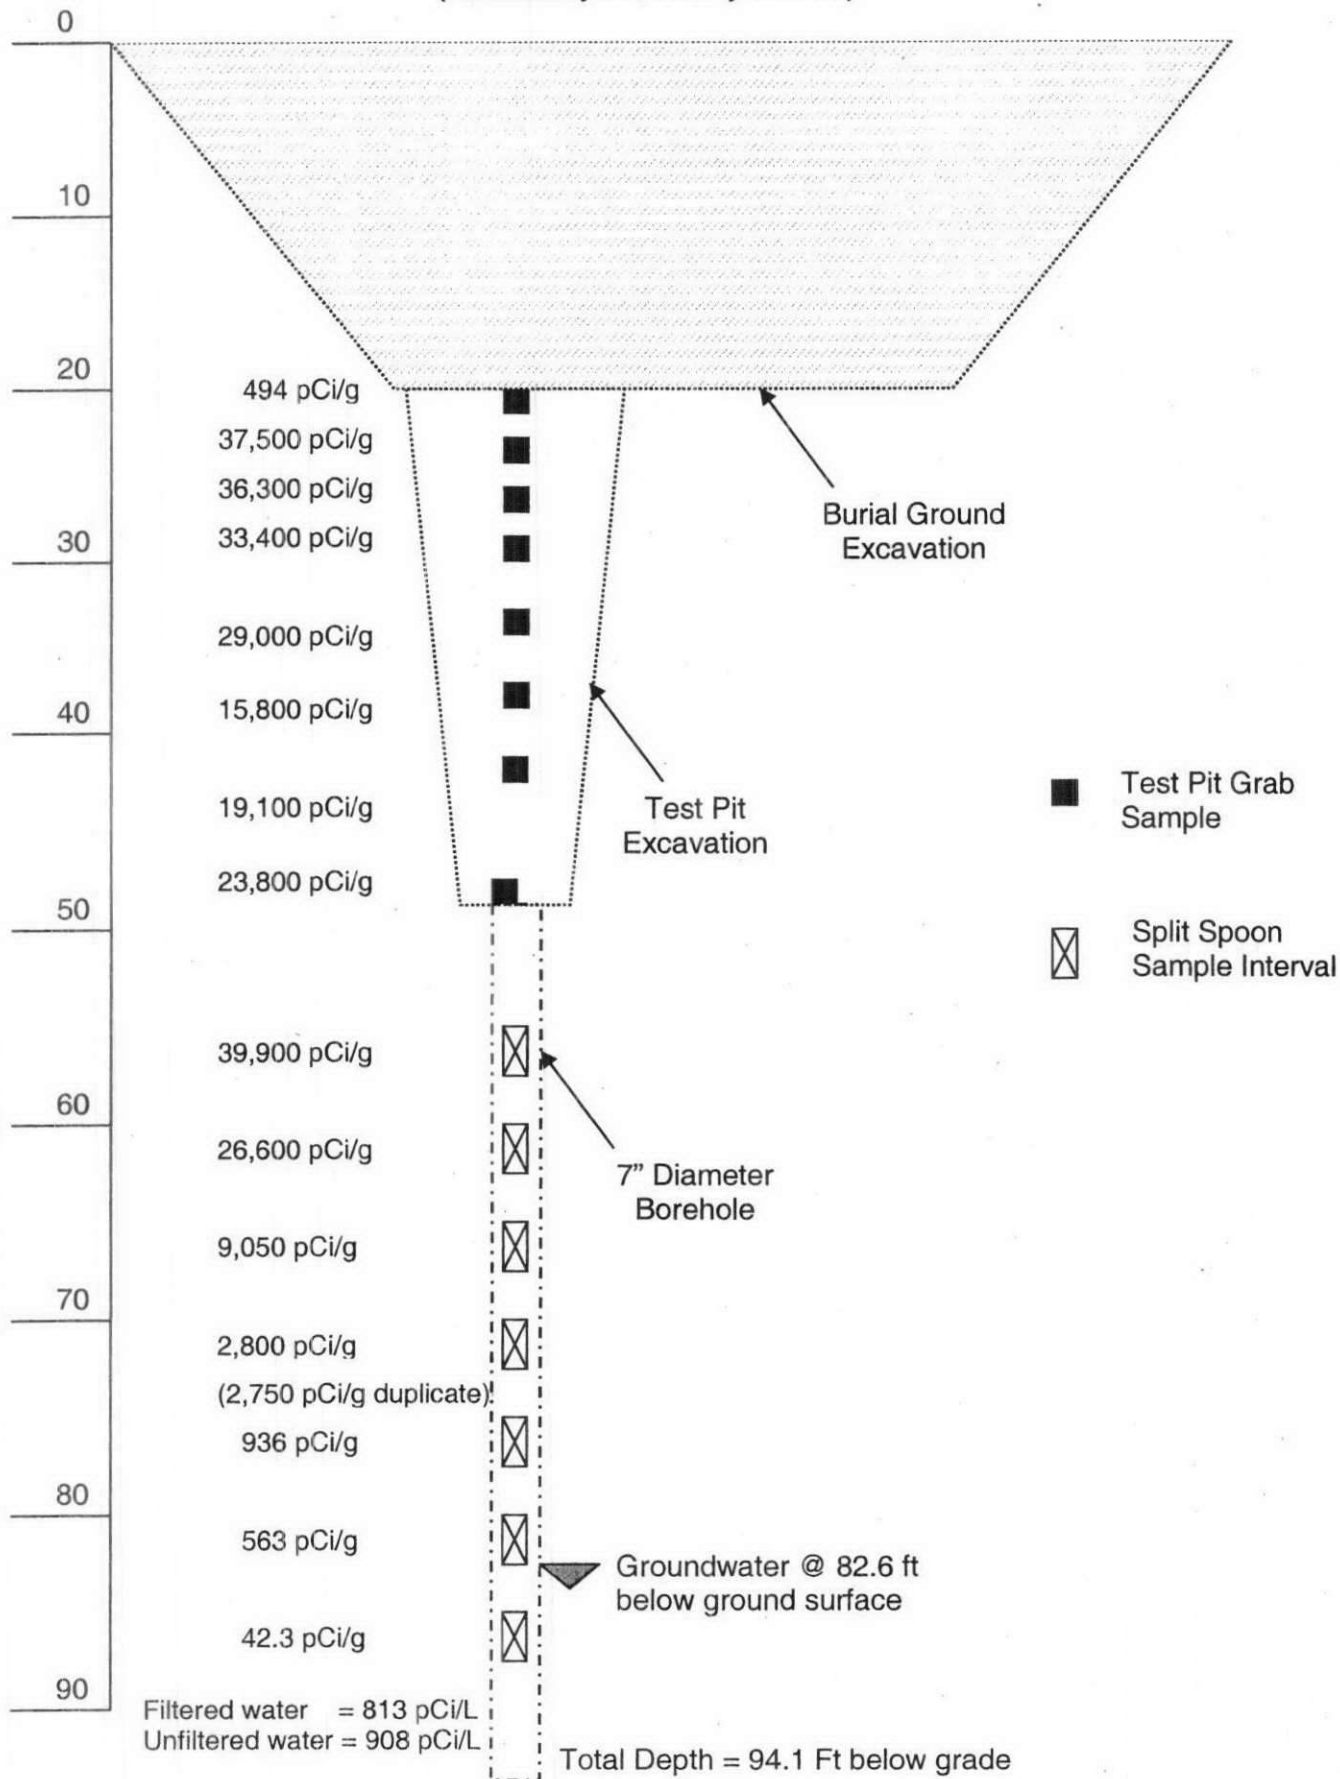 0
10
20
494 pCi/g
37,500 pCi/g
36,300 pCi/g
Burial Ground
Excavation
33,400 pCi/g
30
29,000 pCi/g
15,800 pCi/g
40
Test Pit Grab
Sample
Test Pit
Excavation
19,100 pCi/g
23,800 pCi/g
50
Split Spoon
Sample Interval
39,900 pCi/g
60
26,600 pCi/g
7” Diameter
Borehole
9,050 pCi/g
70
2,800 pCi/g
(2,750 pCi/g duplicate)
936 pCi/g
80
563 pCi/g
Groundwater @ 82.6 ft
below ground surface
42.3 pCi/g
90
Filtered water = 813 pCi/L
Unfiltered water = 908 pCi/L
Total Depth = 94.1 Ft below grade